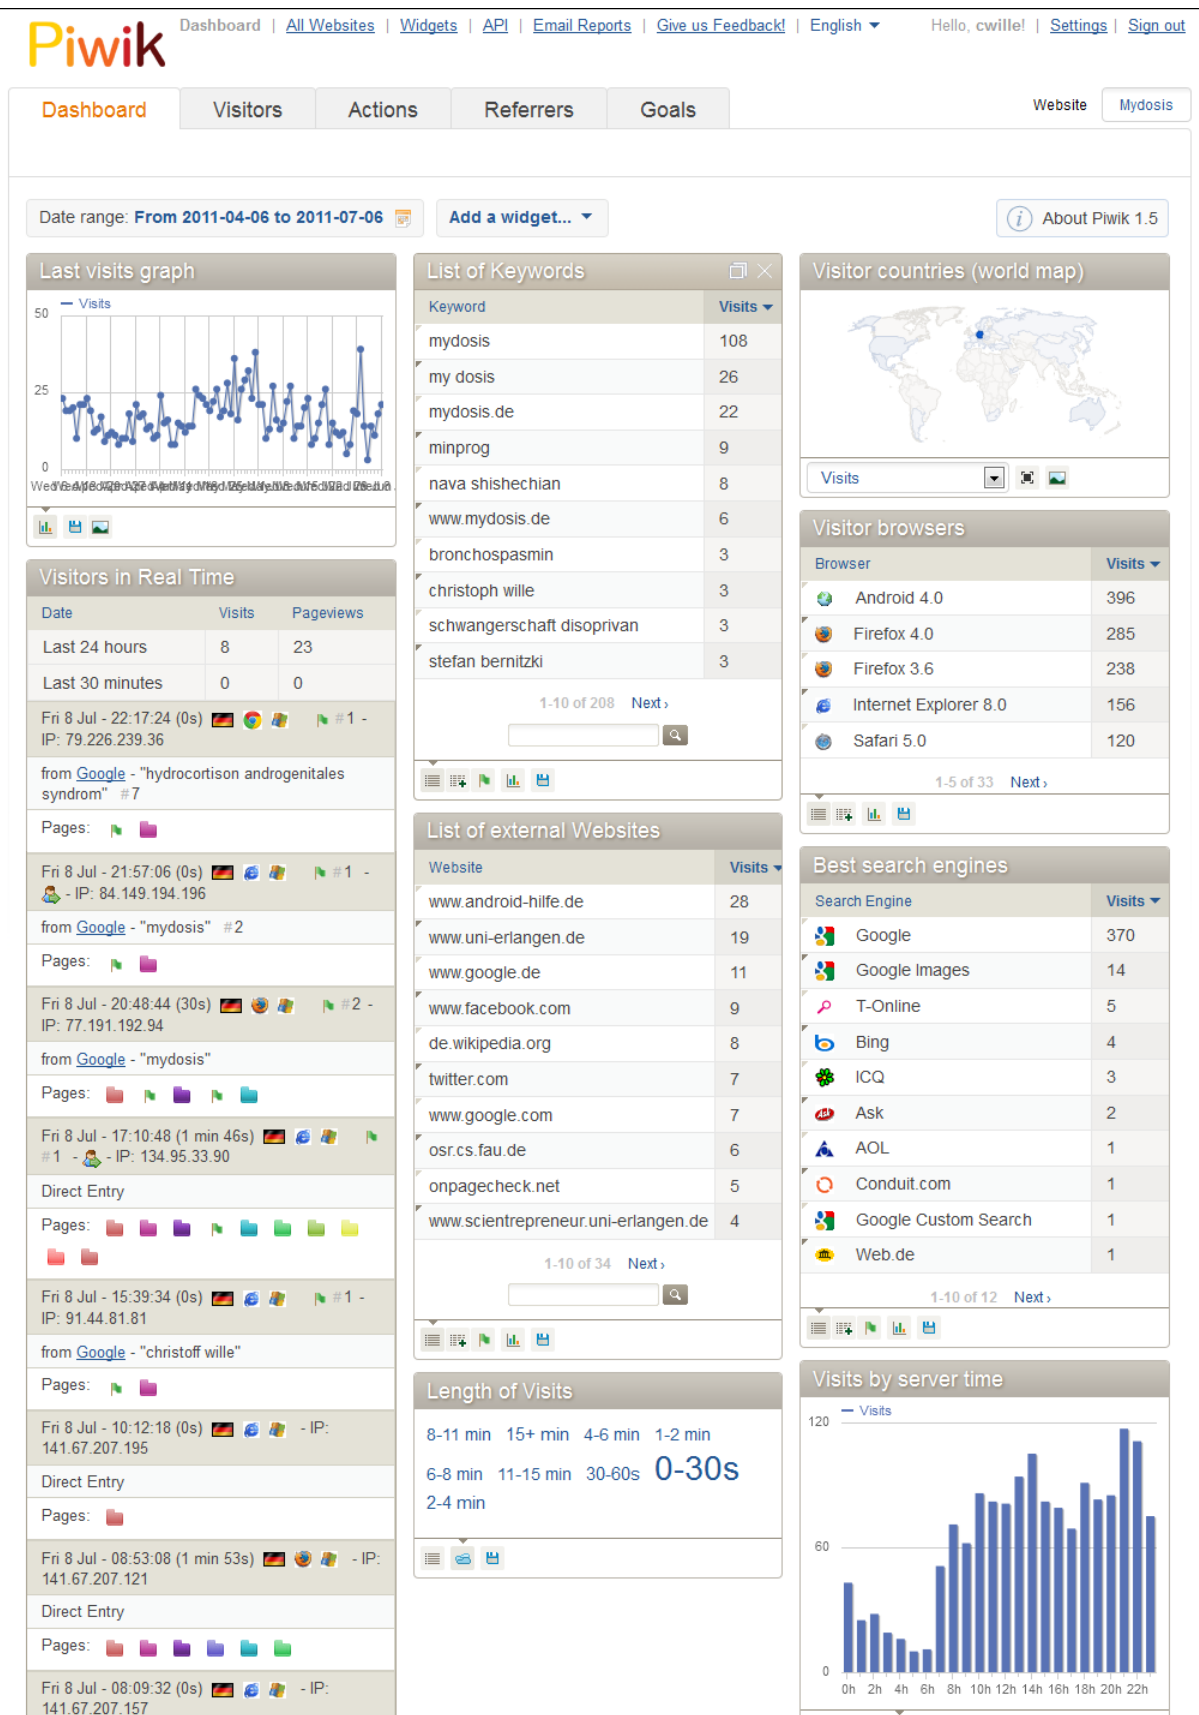 Piwik
Dashboard | All Websites | Widgets | API | Email Reports | Give us Feedback! | English
Hello, cwille! | Settings | Sign out
Dashboard Visitors Actions Referrers Goals
Website Mydosis
Date range: From 2011-04-06 to 2011-07-06
Add a widget...
About Piwik 1.5
Last visits graph
Visits
50
25
0
Visitors in Real Time
Date Visits Pageviews
Last 24 hours 8 23
Last 30 minutes 0 0
Fri 8 Jul - 22:17:24 (0s) #1 -
IP: 79.226.239.36
from Google - "hydrocortison androgenitales
syndrom" #7
Pages:
Fri 8 Jul - 21:57:06 (0s) #1 -
- IP: 84.149.194.196
from Google - "mydosis" #2
Pages:
Fri 8 Jul - 20:48:44 (30s) #2 -
IP: 77.191.192.94
from Google - "mydosis"
Pages:
Fri 8 Jul - 17:10:48 (1 min 46s)
#1 - - IP: 134.95.33.90
Direct Entry
Pages:
Fri 8 Jul - 15:39:34 (0s) #1 -
IP: 91.44.81.81
from Google - "christoff wille"
Pages:
Fri 8 Jul - 10:12:18 (0s) - IP:
141.67.207.195
Direct Entry
Pages:
Fri 8 Jul - 08:53:08 (1 min 53s) - IP:
141.67.207.121
Direct Entry
Pages:
Fri 8 Jul - 08:09:32 (0s) - IP:
141.67.207.157
List of Keywords
Keyword Visits
mydosis 108
my dosis 26
mydosis.de 22
minprog 9
nava shishechian 8
www.mydosis.de 6
bronchospasmin 3
christoph wille 3
schwangerschaft disoprivan 3
stefan bernitzki 3
1-10 of 208 Next ›
List of external Websites
Website Visits
www.android-hilfe.de 28
www.uni-erlangen.de 19
www.google.de 11
www.facebook.com 9
de.wikipedia.org 8
twitter.com 7
www.google.com 7
osr.cs.fau.de 6
onpagecheck.net 5
www.scientrepreneur.uni-erlangen.de 4
1-10 of 34 Next ›
Length of Visits
8-11 min 15+ min 4-6 min 1-2 min
6-8 min 11-15 min 30-60s 0-30s
2-4 min
Visitor countries (world map)
Visits
Visitor browsers
Browser Visits
Android 4.0 396
Firefox 4.0 285
Firefox 3.6 238
Internet Explorer 8.0 156
Safari 5.0 120
1-5 of 33 Next ›
Best search engines
Search Engine Visits
Google 370
Google Images 14
T-Online 5
Bing 4
ICQ 3
Ask 2
AOL 1
Conduit.com 1
Google Custom Search 1
Web.de 1
1-10 of 12 Next ›
Visits by server time
Visits
120
60
0
0h 2h 4h 6h 8h 10h 12h 14h 16h 18h 20h 22h